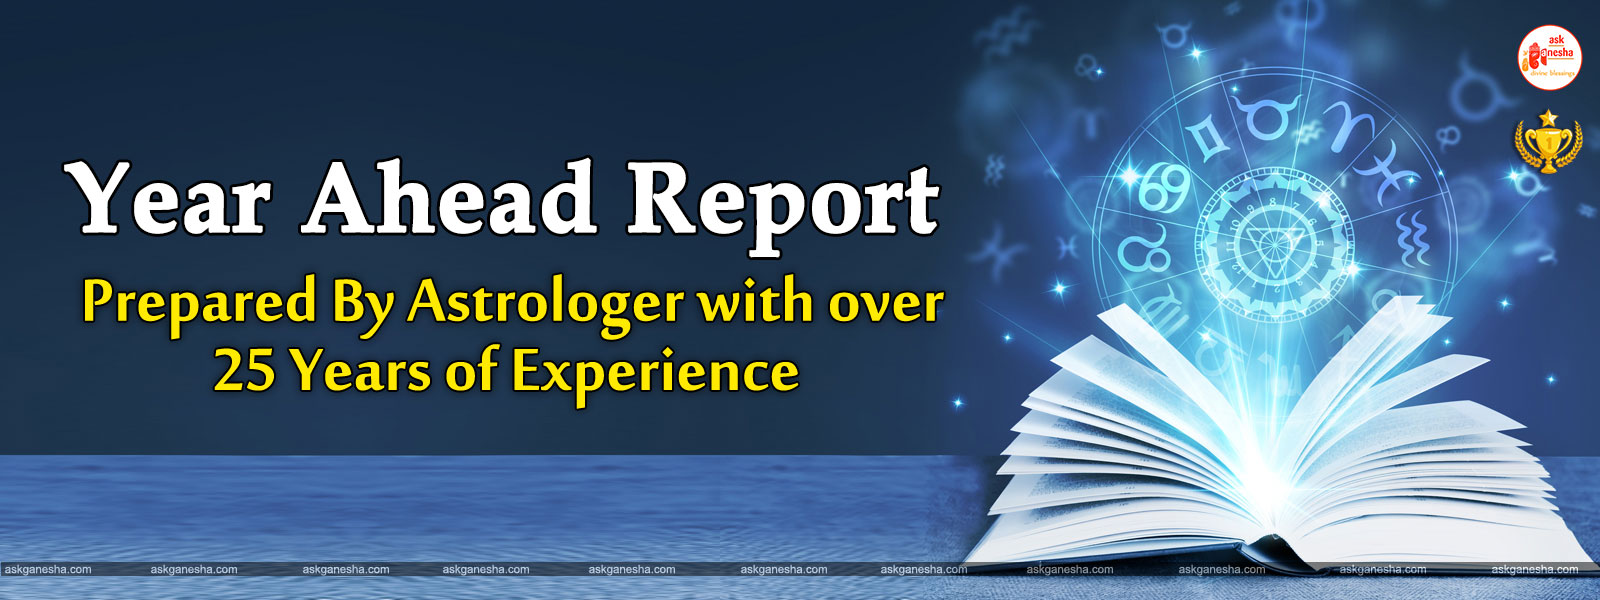 ask
Ganesha
divine blessings
1
Year Ahead Report
Prepared By Astrologer with over
25 Years of Experience
askganesha.com askganesha.com askganesha.com askganesha.com askganesha.com askganesha.com askganesha.com askganesha.com askganesha.com askganesha.com askganesha.com